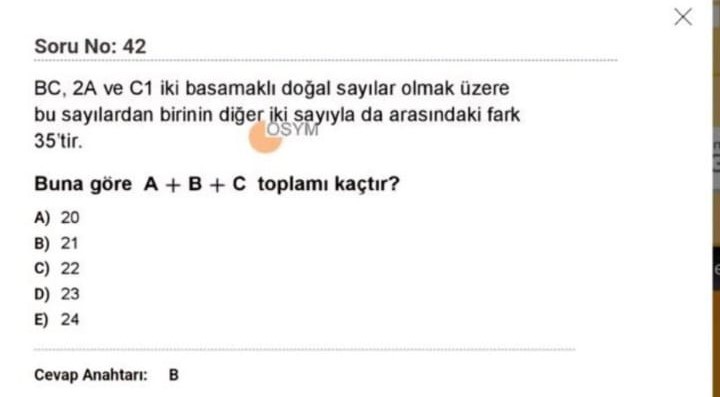 Soru No: 42
BC, 2A ve C1 iki basamaklı doğal sayılar olmak üzere
bu sayılardan birinin diğer iki sayıyla da arasındaki fark
ÖSYM
35'tir.
Buna göre A + B + C toplamı kaçtır?
A) 20
B) 21
C) 22
D) 23
E) 24
Cevap Anahtarı: B